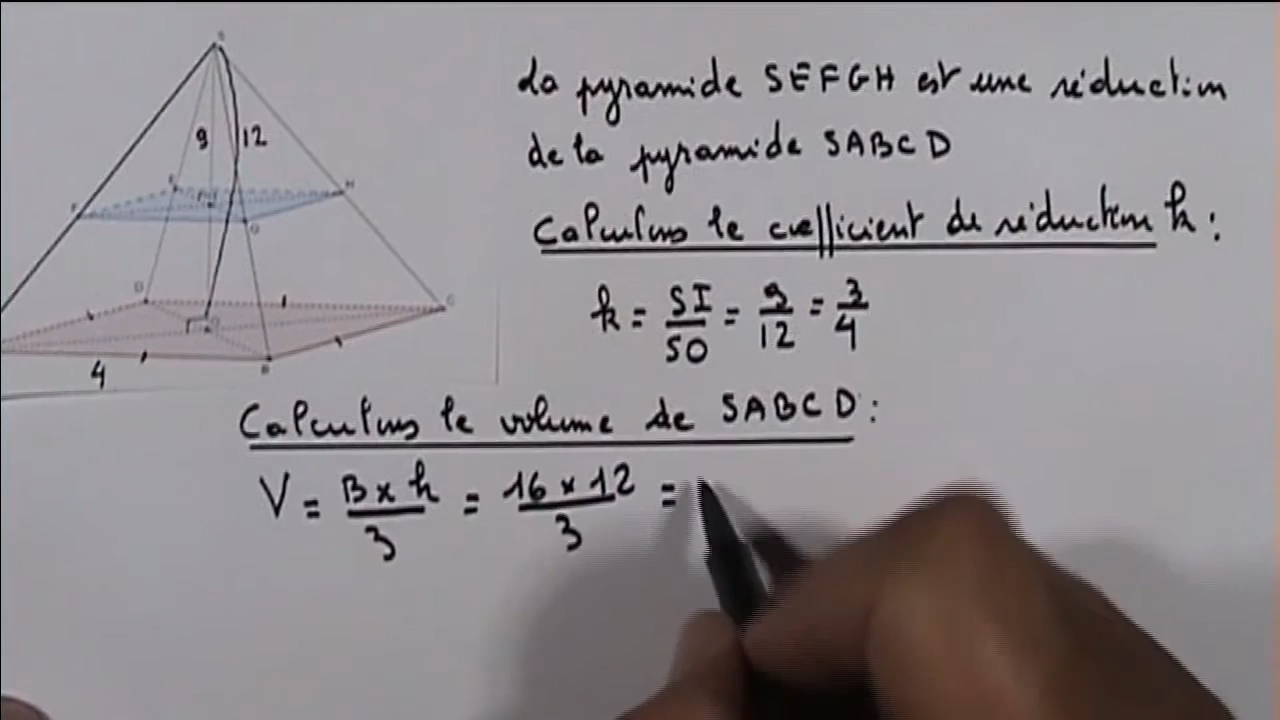 S
9 12
E H
F I G
D C
O
B
4
La pyramide SEFGH est une réduction
de la pyramide SABCD
Calculons le coefficient de réduction k :
k = SI/SO = 9/12 = 3/4
Calculons le volume de SABCD :
V = B x h / 3 = 16 x 12 / 3 =